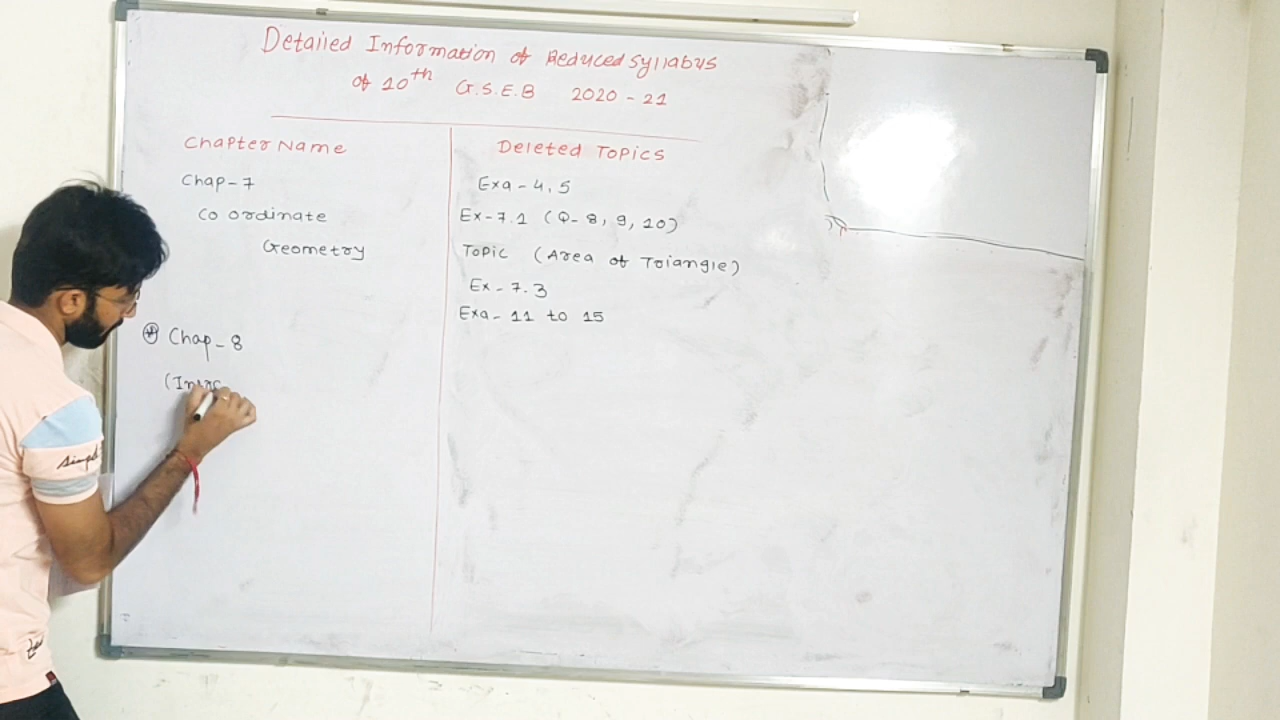 Detailed Information of Reduced Syllabus
of 10th G.S.E.B 2020-21
Chapter Name
Deleted Topics
Chap-7
Exa-4,5
Co ordinate
Ex-7.1 (Q-8, 9, 10)
Geometry
Topic (Area of Triangle)
Ex-7.3
Exa-11 to 15
Chap-8
(Intro
Simple